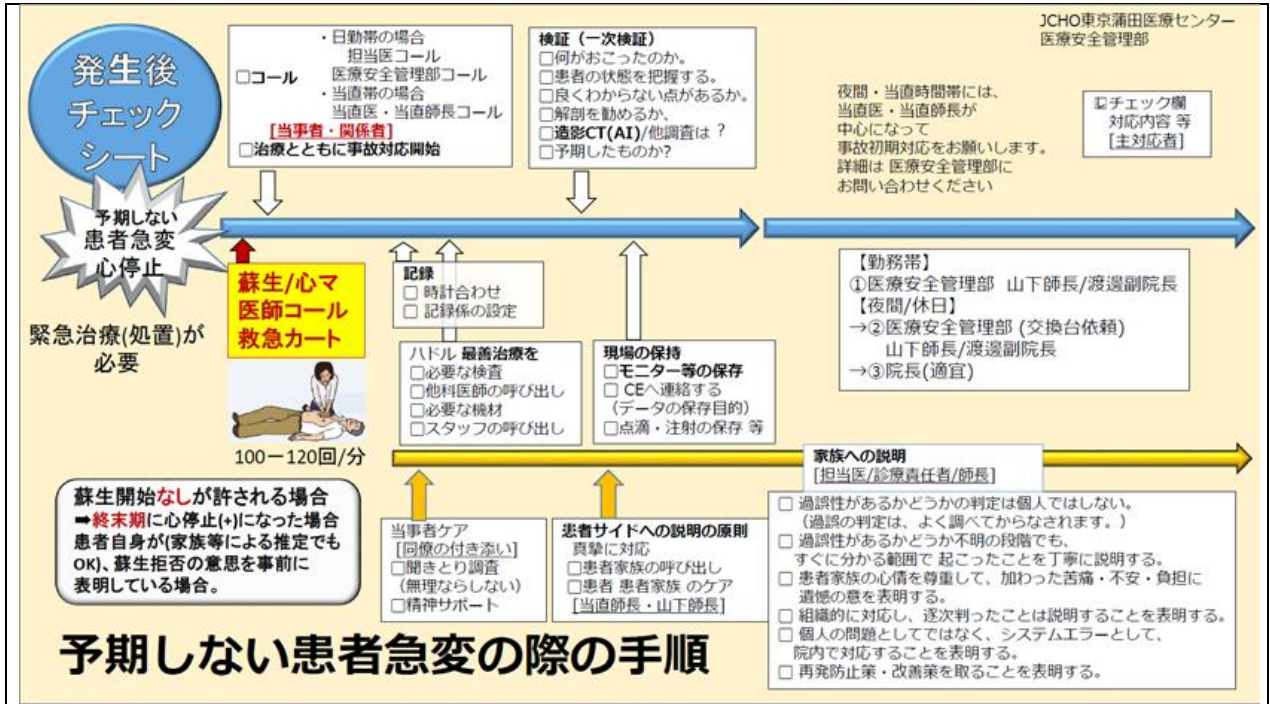 発生後
チェック
シート
・日勤帯の場合
担当医コール
□コール 医療安全管理部コール
・当直帯の場合
当直医・当直師長コール
[当事者・関係者]
□治療とともに事故対応開始
検証（一次検証）
□何がおこったのか。
□患者の状態を把握する。
□良くわからない点があるか。
□解剖を勧めるか、
□造影CT(AI)/他調査は？
□予期したものか?
JCHO東京蒲田医療センター
医療安全管理部
夜間・当直時間帯には、
当直医・当直師長が
中心になって
事故初期対応をお願いします。
詳細は 医療安全管理部に
お問い合わせください
☑チェック欄
対応内容 等
[主対応者]
予期しない
患者急変
心停止
緊急治療(処置)が
必要
蘇生/心マ
医師コール
救急カート
100－120回/分
記録
□ 時計合わせ
□ 記録係の設定
ハドル 最善治療を
□必要な検査
□他科医師の呼び出し
□必要な機材
□スタッフの呼び出し
現場の保持
□モニター等の保存
□ CEへ連絡する
（データの保存目的）
□点滴・注射の保存 等
【勤務帯】
①医療安全管理部 山下師長/渡邊副院長
【夜間/休日】
→②医療安全管理部 (交換台依頼)
山下師長/渡邊副院長
→③院長(適宜)
蘇生開始なしが許される場合
➡終末期に心停止(+)になった場合
患者自身が(家族等による推定でも
OK)、蘇生拒否の意思を事前に
表明している場合。
当事者ケア
[同僚の付き添い]
□聞きとり調査
(無理ならしない)
□精神サポート
患者サイドへの説明の原則
真摯に対応
□患者家族の呼び出し
□患者 患者家族 のケア
[当直師長・山下師長]
家族への説明
[担当医/診療責任者/師長]
□ 過誤性があるかどうかの判定は個人ではしない。
（過誤の判定は、よく調べてからなされます。）
□ 過誤性があるかどうか不明の段階でも、
すぐに分かる範囲で 起こったことを丁寧に説明する。
□ 患者家族の心情を尊重して、加わった苦痛・不安・負担に
遺憾の意を表明する。
□ 組織的に対応し、逐次判ったことは説明することを表明する。
□ 個人の問題としてではなく、システムエラーとして、
院内で対応することを表明する。
□ 再発防止策・改善策を取ることを表明する。
予期しない患者急変の際の手順